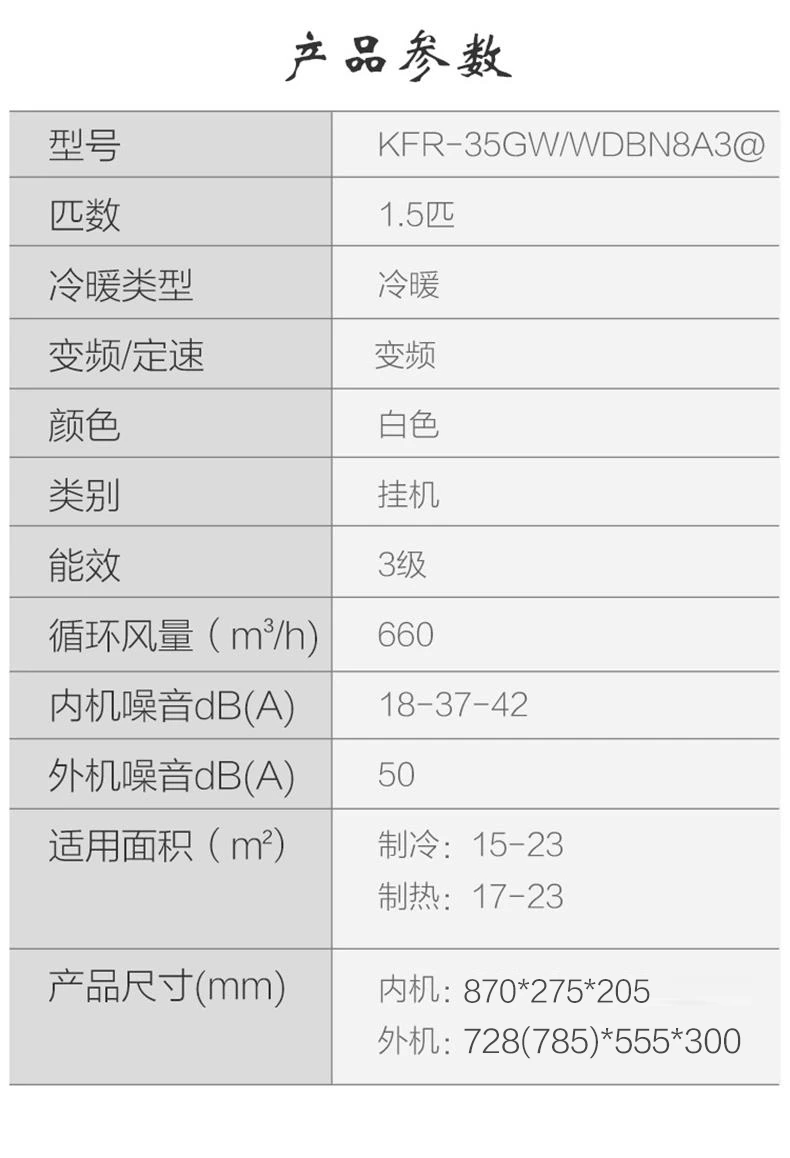 产品参数
型号 KFR-35GW/WDBN8A3@
匹数 1.5匹
冷暖类型 冷暖
变频/定速 变频
颜色 白色
类别 挂机
能效 3级
循环风量（m³/h） 660
内机噪音dB(A) 18-37-42
外机噪音dB(A) 50
适用面积（m²） 制冷：15-23
制热：17-23
产品尺寸(mm) 内机：870*275*205
外机：728(785)*555*300